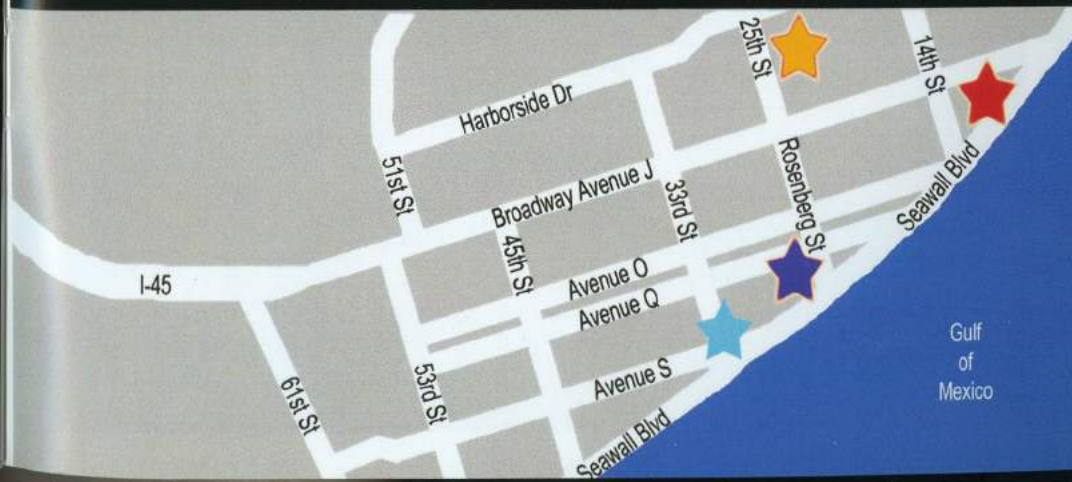 25th St
14th St
Harborside Dr
51st St
Broadway Avenue J
33rd St
Rosenberg St
Seawall Blvd
45th St
Avenue O
I-45
Avenue Q
Gulf
of
Mexico
61st St
53rd St
Avenue S
Seawall Blvd